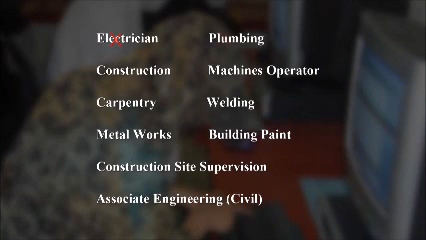 Electrician Plumbing
Construction Machines Operator
Carpentry Welding
Metal Works Building Paint
Construction Site Supervision
Associate Engineering (Civil)